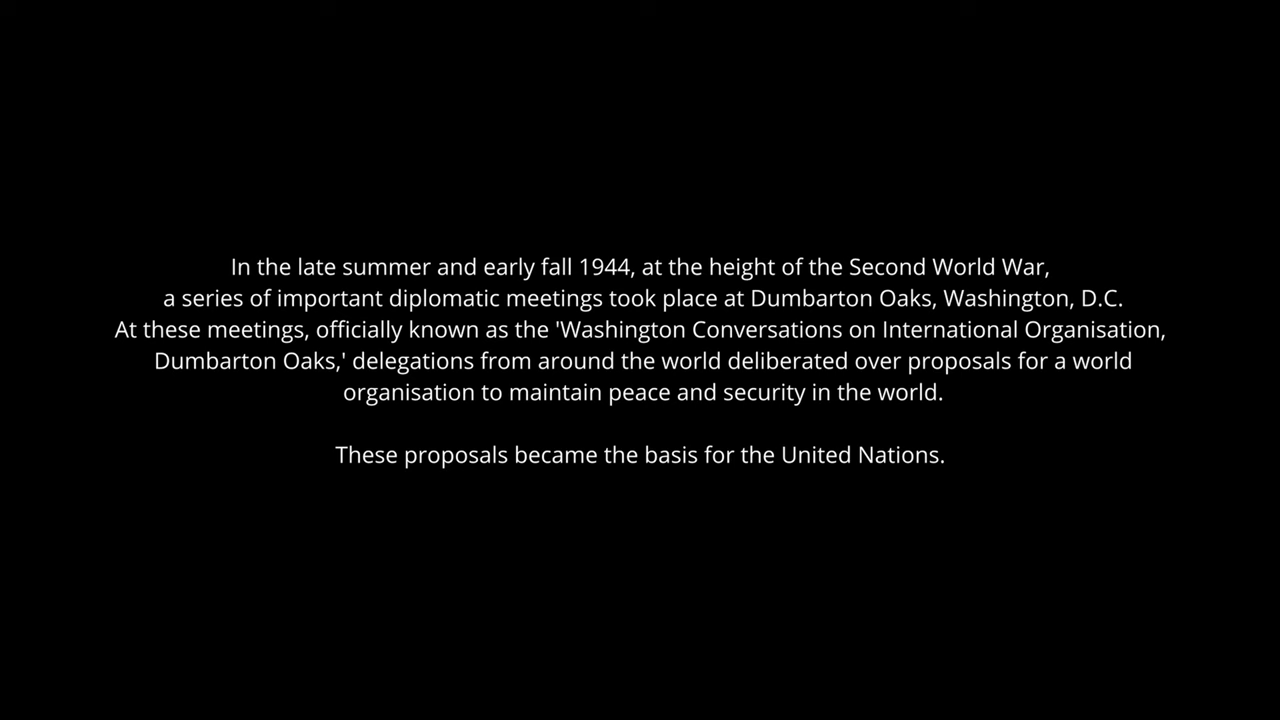 In the late summer and early fall 1944, at the height of the Second World War,
a series of important diplomatic meetings took place at Dumbarton Oaks, Washington, D.C.
At these meetings, officially known as the 'Washington Conversations on International Organisation,
Dumbarton Oaks,' delegations from around the world deliberated over proposals for a world
organisation to maintain peace and security in the world.
These proposals became the basis for the United Nations.